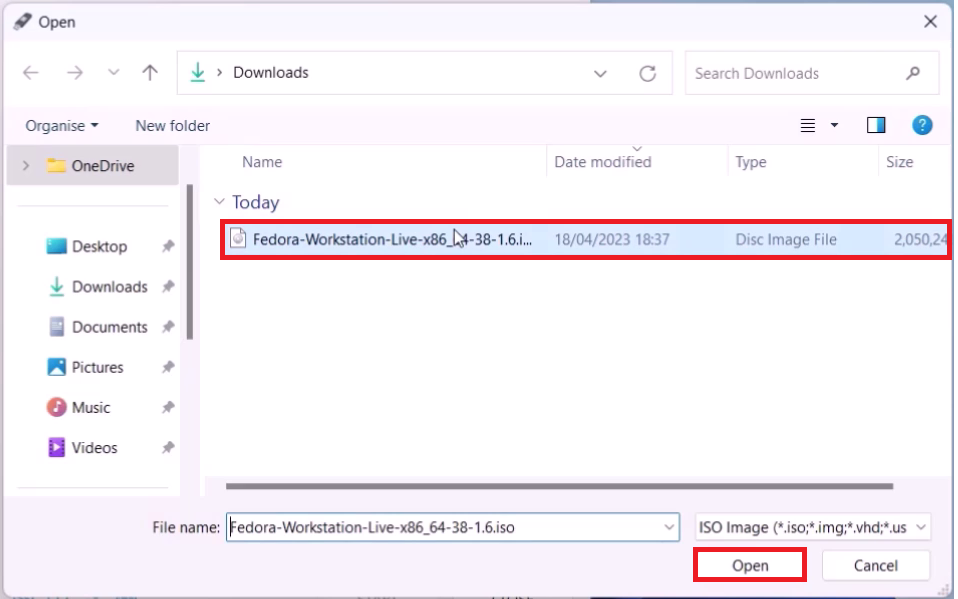 Open
Downloads
Search Downloads
Organise New folder
Name Date modified Type Size
OneDrive
Today
Fedora-Workstation-Live-x86_64-38-1.6.i... 18/04/2023 18:37 Disc Image File 2,050,24
Desktop
Downloads
Documents
Pictures
Music
Videos
File name: Fedora-Workstation-Live-x86_64-38-1.6.iso ISO Image (*.iso;*.img;*.vhd;*.us
Open Cancel